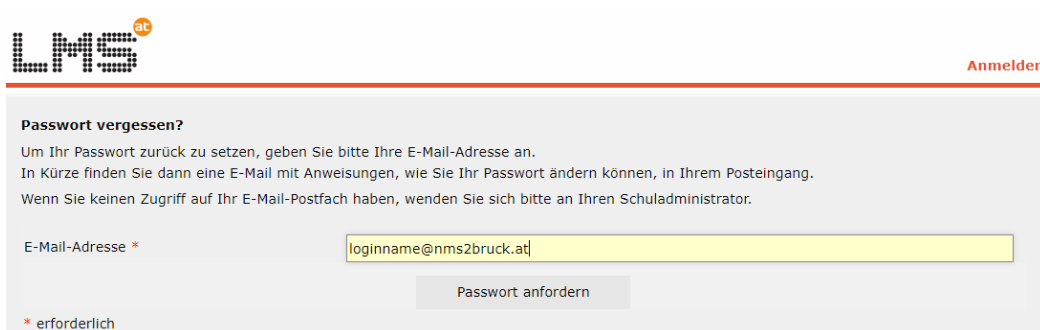 LMS at
Anmelden
Passwort vergessen?
Um Ihr Passwort zurück zu setzen, geben Sie bitte Ihre E-Mail-Adresse an.
In Kürze finden Sie dann eine E-Mail mit Anweisungen, wie Sie Ihr Passwort ändern können, in Ihrem Posteingang.
Wenn Sie keinen Zugriff auf Ihr E-Mail-Postfach haben, wenden Sie sich bitte an Ihren Schuladministrator.
E-Mail-Adresse * loginname@nms2bruck.at
Passwort anfordern
* erforderlich